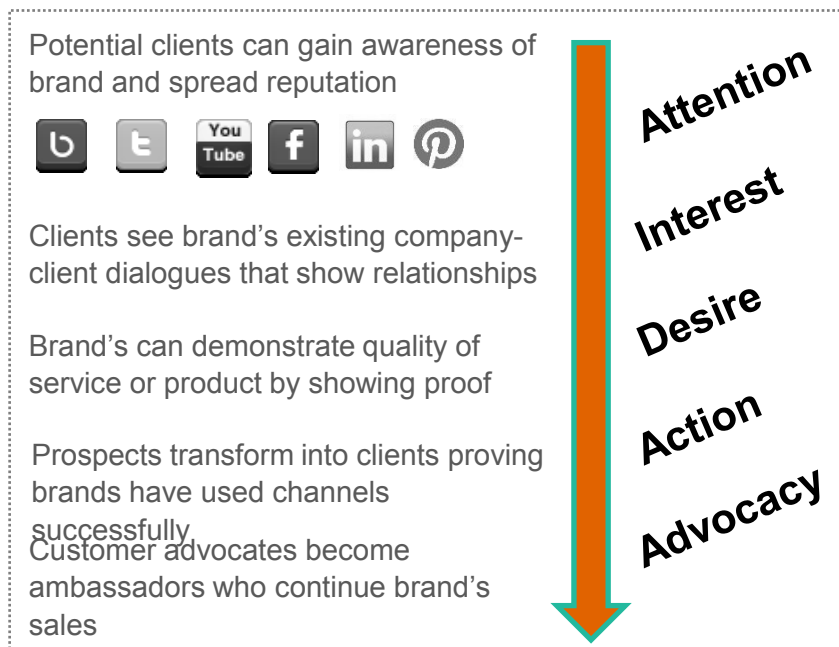 Potential clients can gain awareness of
brand and spread reputation
b
t
You
Tube
f
in
P
Clients see brand's existing company-
client dialogues that show relationships
Brand's can demonstrate quality of
service or product by showing proof
Prospects transform into clients proving
brands have used channels
successfully
Customer advocates become
ambassadors who continue brand's
sales
Attention
Interest
Desire
Action
Advocacy